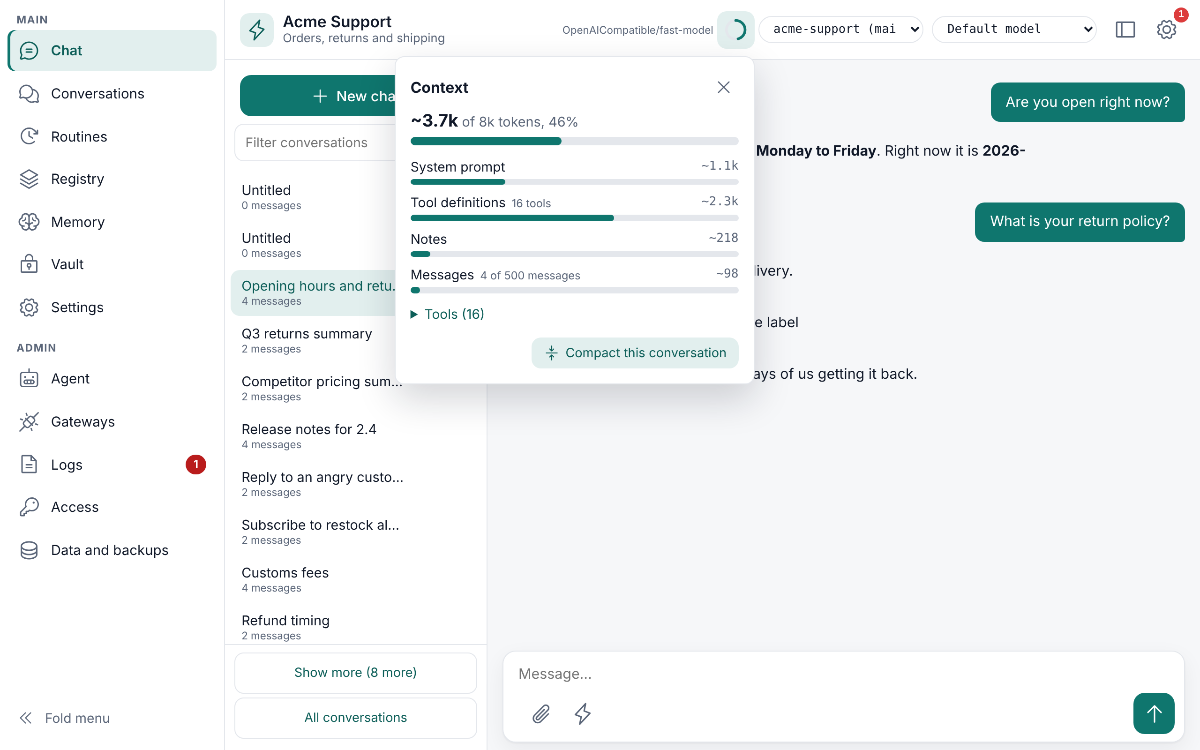 MAIN
Chat
Conversations
Routines
Registry
Memory
Vault
Settings
ADMIN
Agent
Gateways
Logs
1
Access
Data and backups
Fold menu
Acme Support
Orders, returns and shipping
OpenAICompatible/fast-model
acme-support (mai
Default model
1
New cha
Filter conversations
Untitled
0 messages
Untitled
0 messages
Opening hours and retu...
4 messages
Q3 returns summary
2 messages
Competitor pricing sum...
2 messages
Release notes for 2.4
4 messages
Reply to an angry custo...
2 messages
Subscribe to restock al...
2 messages
Customs fees
4 messages
Refund timing
2 messages
Show more (8 more)
All conversations
Context
~3.7k of 8k tokens, 46%
System prompt ~1.1k
Tool definitions 16 tools ~2.3k
Notes ~218
Messages 4 of 500 messages ~98
Tools (16)
Compact this conversation
Are you open right now?
Monday to Friday. Right now it is 2026-
What is your return policy?
ivery.
e label
ays of us getting it back.
Message...